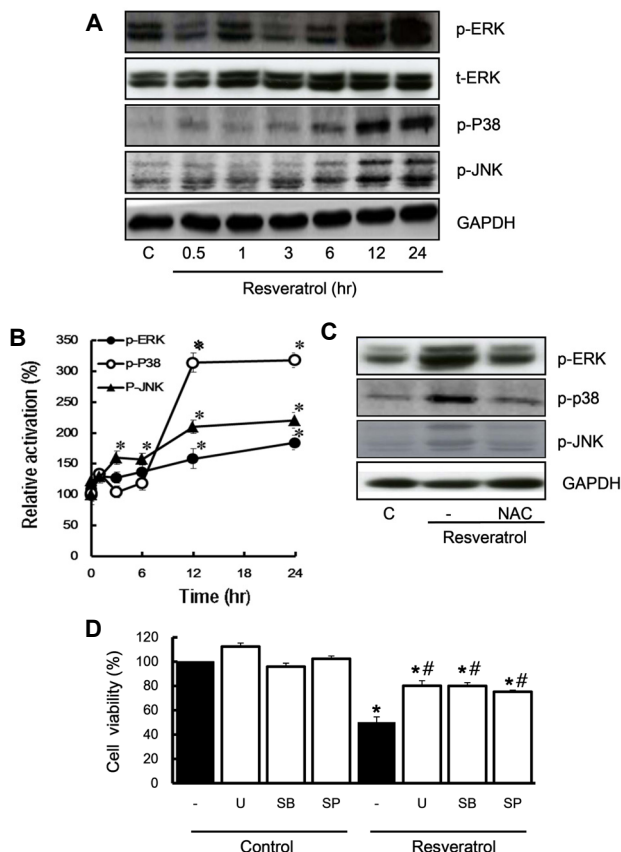 A
p-ERK
t-ERK
p-P38
p-JNK
GAPDH
C 0.5 1 3 6 12 24
Resveratrol (hr)
B
p-ERK
p-P38
P-JNK
Relative activation (%)
350
300
250
200
150
100
50
0
* *
* * * *
* *
0 6 12 18 24
Time (hr)
C
p-ERK
p-p38
p-JNK
GAPDH
C - NAC
Resveratrol
D
Cell viability (%)
120
100
80
60
40
20
0
* *# *# *#
- U SB SP - U SB SP
Control Resveratrol